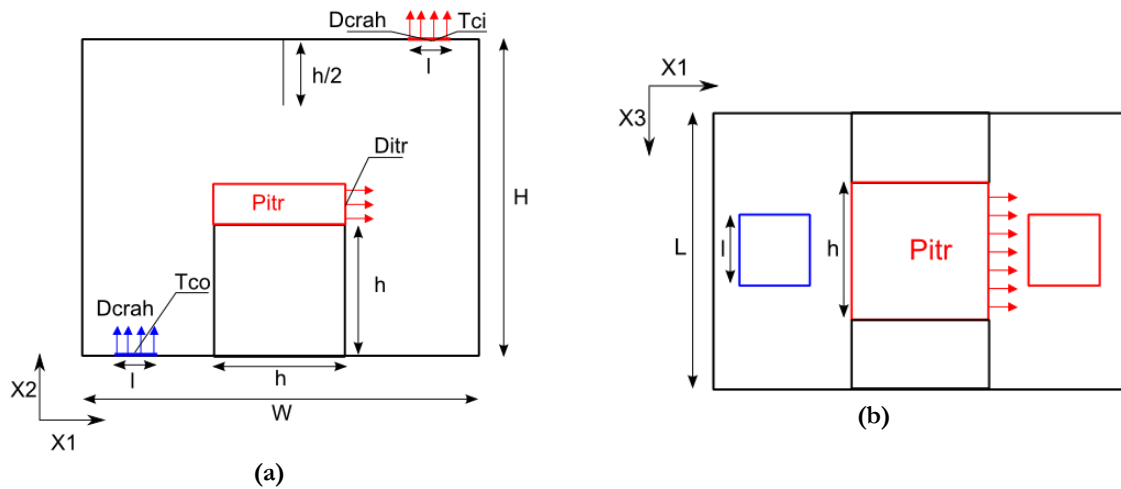 Dcrah
Tci
l
h/2
Ditr
Pitr
H
h
Tco
Dcrah
l
h
W
X2
X1
(a)
X1
X3
L
l
h
Pitr
(b)